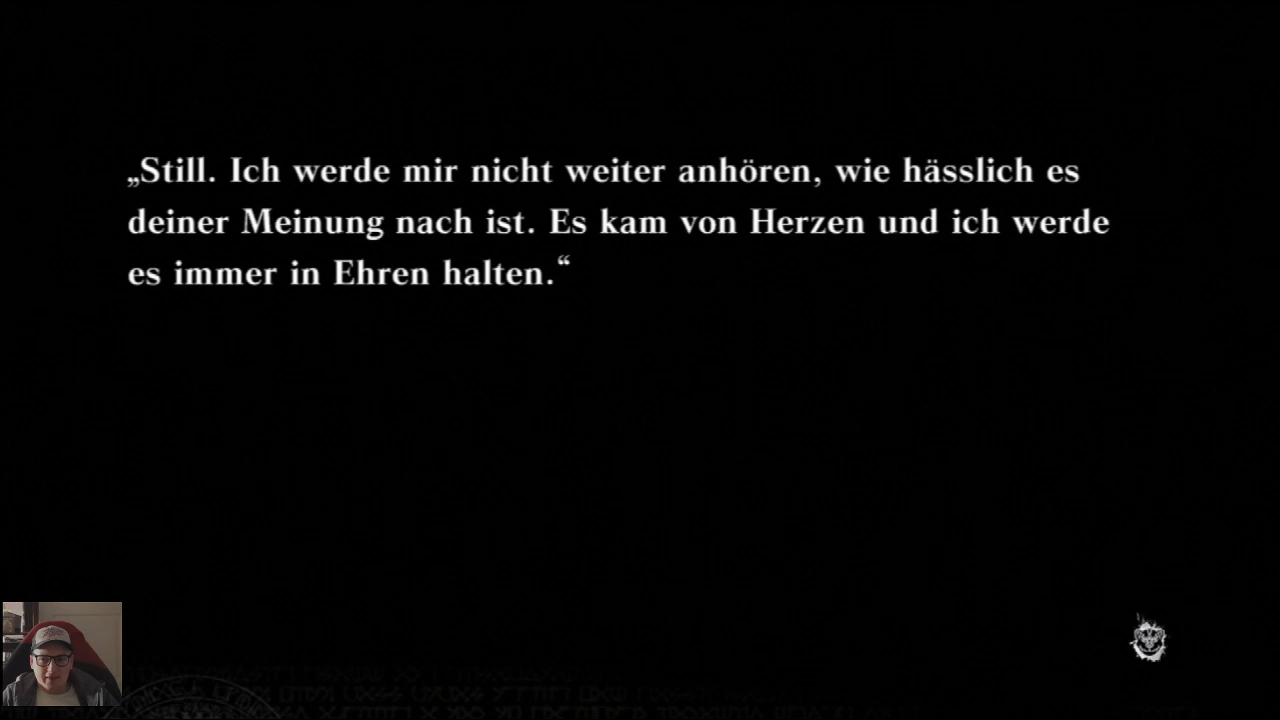 „Still. Ich werde mir nicht weiter anhören, wie hässlich es
deiner Meinung nach ist. Es kam von Herzen und ich werde
es immer in Ehren halten.“